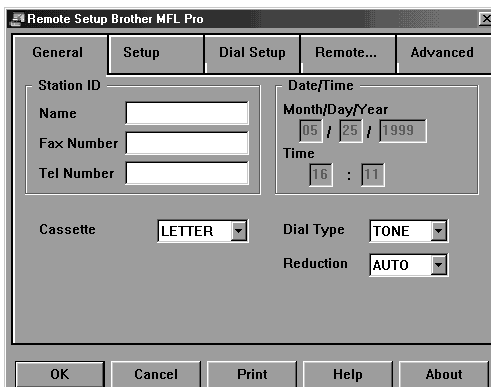 Remote Setup Brother MFL Pro
General Setup Dial Setup Remote... Advanced
Station ID
Name
Fax Number
Tel Number
Date/Time
Month/Day/Year
05 / 25 / 1999
Time
16 : 11
Cassette LETTER
Dial Type TONE
Reduction AUTO
OK Cancel Print Help About